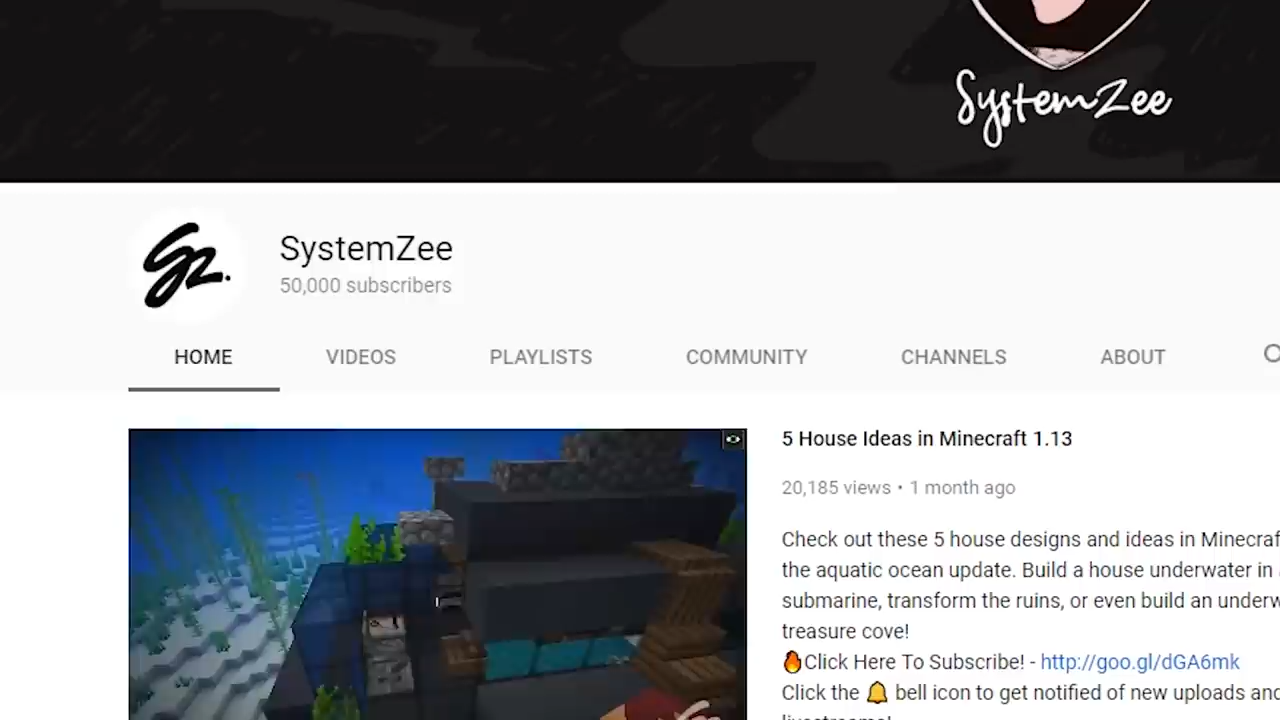 SystemZee
SZ.
SystemZee
50,000 subscribers
HOME VIDEOS PLAYLISTS COMMUNITY CHANNELS ABOUT
5 House Ideas in Minecraft 1.13
20,185 views • 1 month ago
Check out these 5 house designs and ideas in Minecraf
the aquatic ocean update. Build a house underwater in
submarine, transform the ruins, or even build an underw
treasure cove!
🔥Click Here To Subscribe! - http://goo.gl/dGA6mk
Click the 🔔 bell icon to get notified of new uploads and
livestreams!